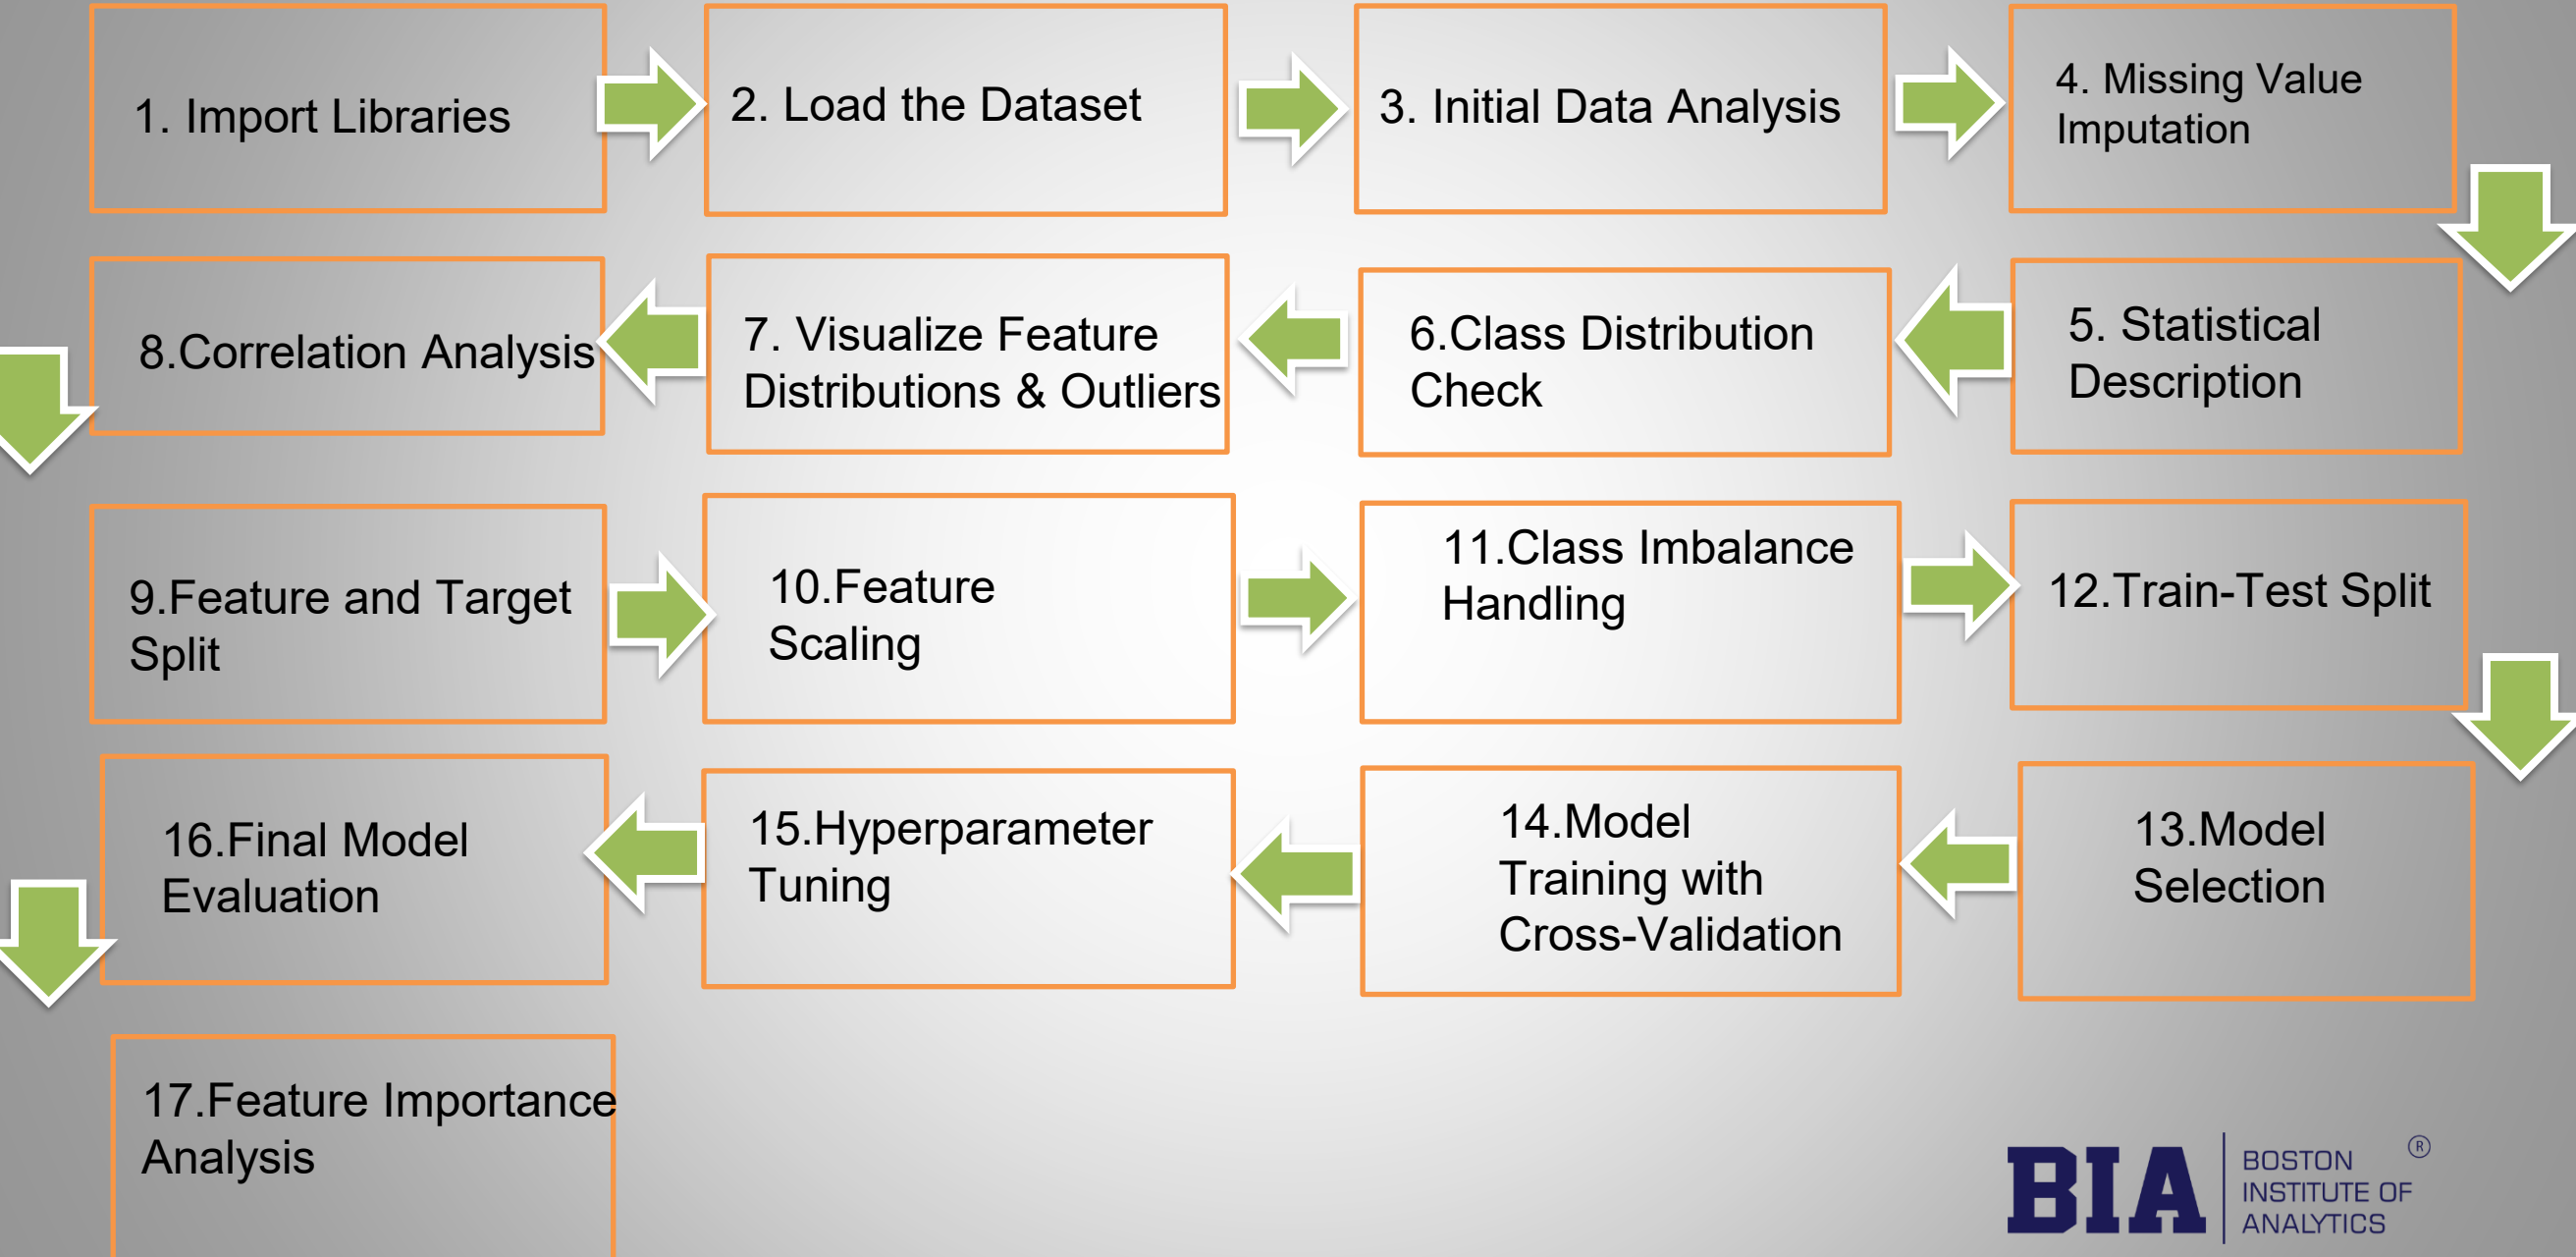 1. Import Libraries
2. Load the Dataset
3. Initial Data Analysis
4. Missing Value
Imputation
5. Statistical
Description
6.Class Distribution
Check
7. Visualize Feature
Distributions & Outliers
8.Correlation Analysis
9.Feature and Target
Split
10.Feature
Scaling
11.Class Imbalance
Handling
12.Train-Test Split
13.Model
Selection
14.Model
Training with
Cross-Validation
15.Hyperparameter
Tuning
16.Final Model
Evaluation
17.Feature Importance
Analysis
BIA
BOSTON ®
INSTITUTE OF
ANALYTICS